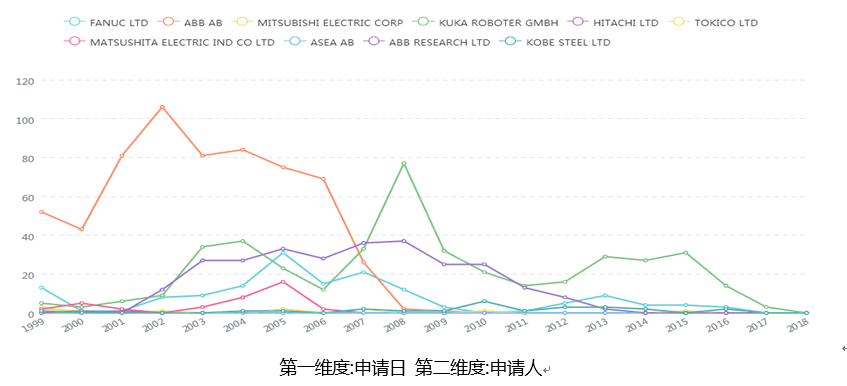 FANUC LTD ABB AB MITSUBISHI ELECTRIC CORP KUKA ROBOTER GMBH HITACHI LTD TOKICO LTD
MATSUSHITA ELECTRIC IND CO LTD ASEA AB ABB RESEARCH LTD KOBE STEEL LTD
120
100
80
60
40
20
0
1999 2000 2001 2002 2003 2004 2005 2006 2007 2008 2009 2010 2011 2012 2013 2014 2015 2016 2017 2018
第一维度:申请日 第二维度:申请人